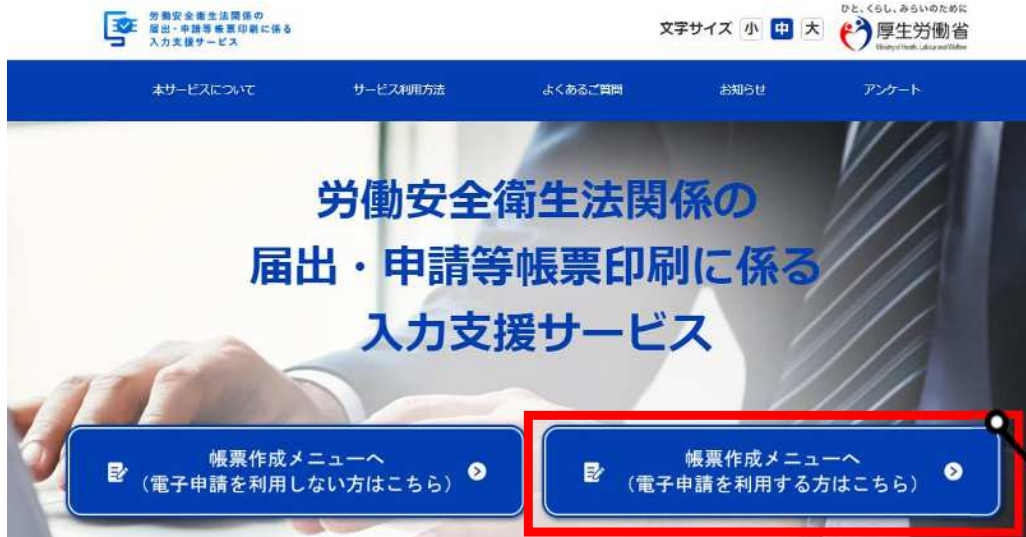 労働安全衛生法関係の
届出・申請等帳票印刷に係る
入力支援サービス
文字サイズ 小 中 大
ひと、くらし、みらいのために
厚生労働省
Ministry of Health, Labour and Welfare
本サービスについて
サービス利用方法
よくあるご質問
お知らせ
アンケート
労働安全衛生法関係の
届出・申請等帳票印刷に係る
入力支援サービス
帳票作成メニューへ
(電子申請を利用しない方はこちら)
帳票作成メニューへ
(電子申請を利用する方はこちら)